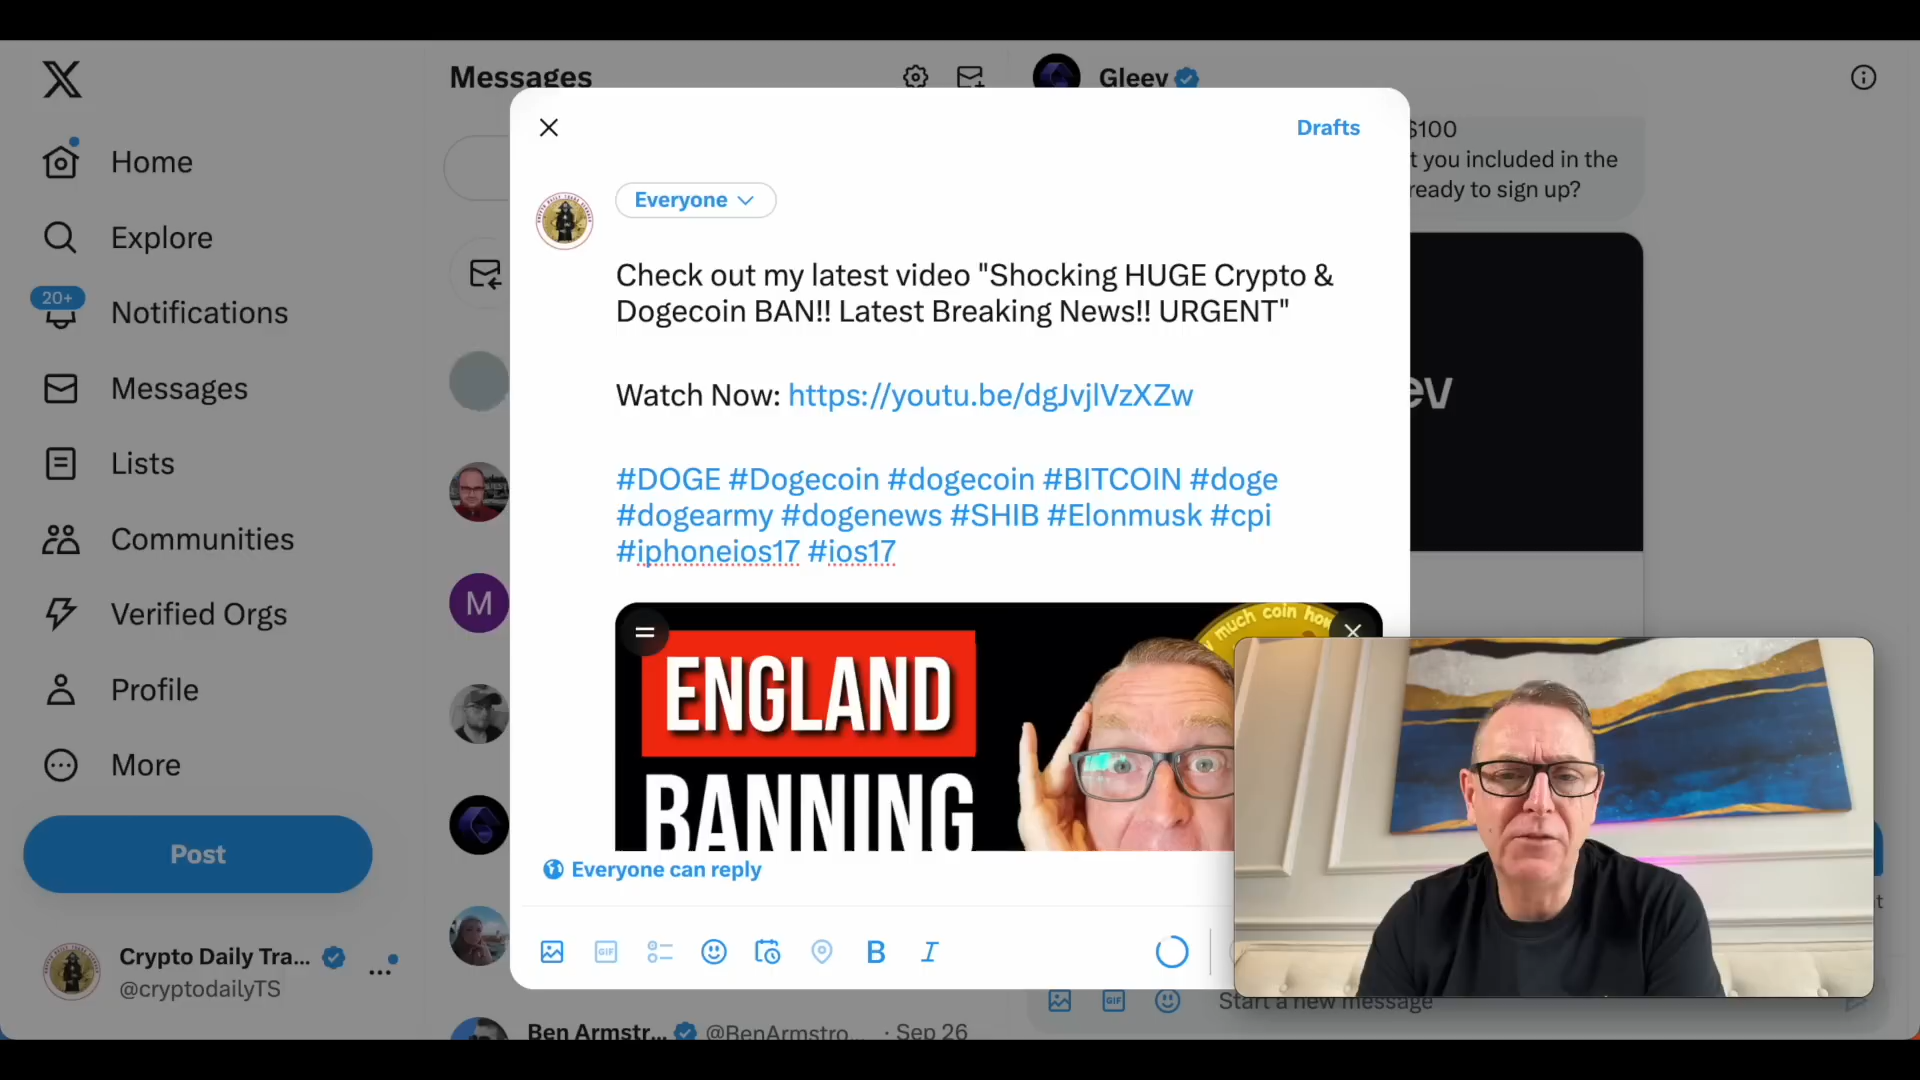 Home
Explore
20+
Notifications
Messages
Lists
Communities
Verified Orgs
Profile
More
Post
Crypto Daily Tra...
@cryptodailyTS
Messages
M
Ben Armstr... @BenArmstro... · Sep 26
Gleev
$100
t you included in the
ready to sign up?
ev
Drafts
Everyone
Check out my latest video "Shocking HUGE Crypto &
Dogecoin BAN!! Latest Breaking News!! URGENT"
Watch Now: https://youtu.be/dgJvjlVzXZw
#DOGE #Dogecoin #dogecoin #BITCOIN #doge
#dogearmy #dogenews #SHIB #Elonmusk #cpi
#iphoneios17 #ios17
much coin how
ENGLAND
BANNING
Everyone can reply
GIF
B I
GIF
Start a new message